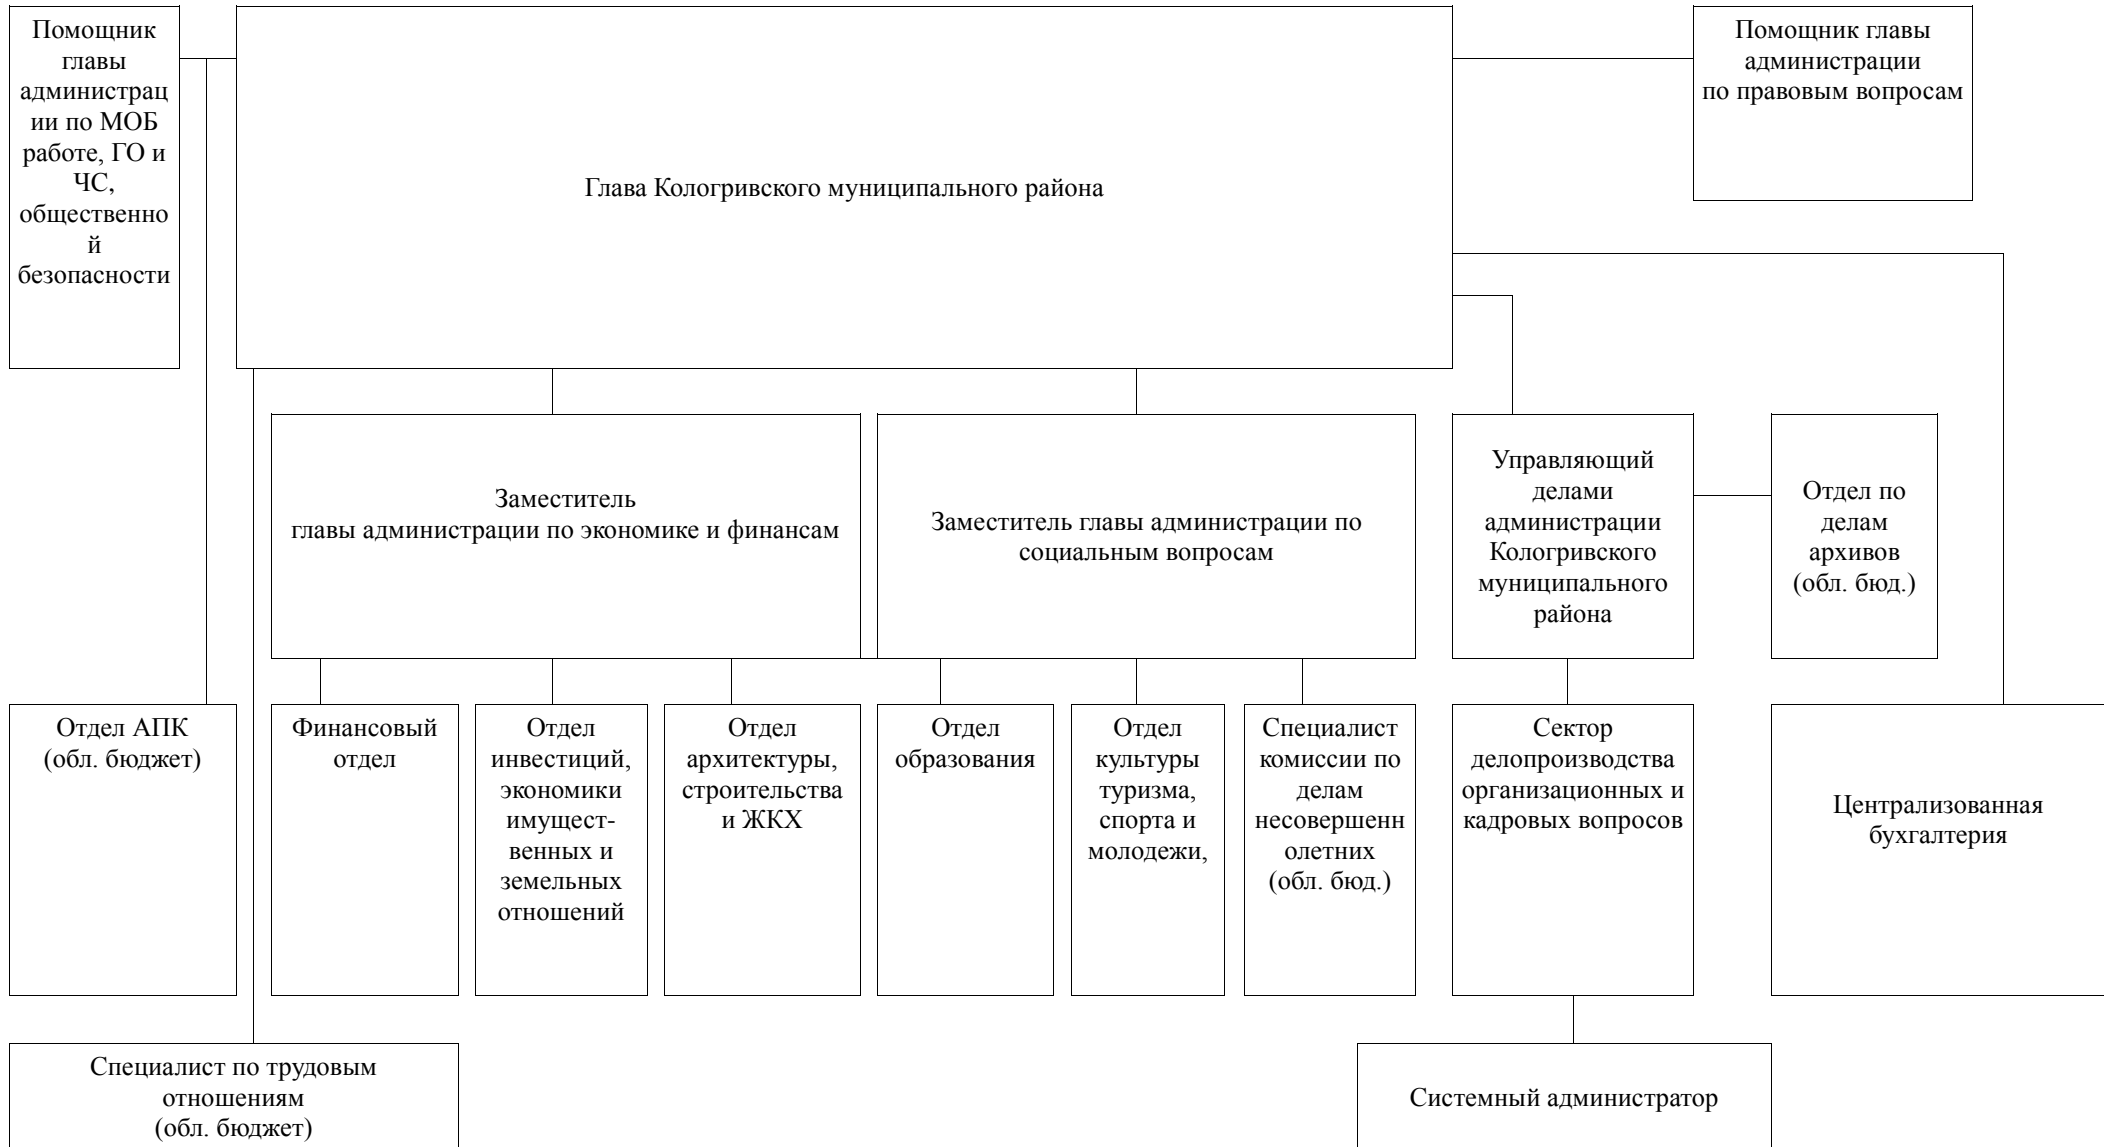 Помощник
главы
администрац
ии по МОБ
работе, ГО и
ЧС,
общественно
й
безопасности
Глава Кологривского муниципального района
Помощник главы
администрации
по правовым вопросам
Заместитель
главы администрации по экономике и финансам
Заместитель главы администрации по
социальным вопросам
Управляющий
делами
администрации
Кологривского
муниципального
района
Отдел по
делам
архивов
(обл. бюд.)
Отдел АПК
(обл. бюджет)
Финансовый
отдел
Отдел
инвестиций,
экономики
имущест-
венных и
земельных
отношений
Отдел
архитектуры,
строительства
и ЖКХ
Отдел
образования
Отдел
культуры
туризма,
спорта и
молодежи,
Специалист
комиссии по
делам
несовершенн
олетних
(обл. бюд.)
Сектор
делопроизводства
организационных и
кадровых вопросов
Централизованная
бухгалтерия
Специалист по трудовым
отношениям
(обл. бюджет)
Системный администратор